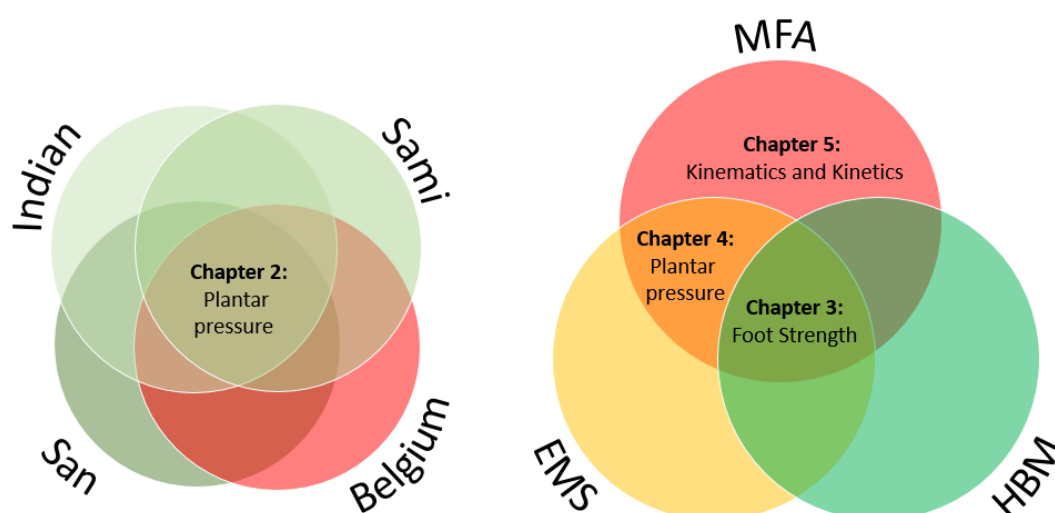 Indian
Sami
Chapter 2:
Plantar
pressure
San
Belgium
MFA
Chapter 5:
Kinematics and Kinetics
Chapter 4:
Plantar
pressure
Chapter 3:
Foot Strength
EMS
HBM